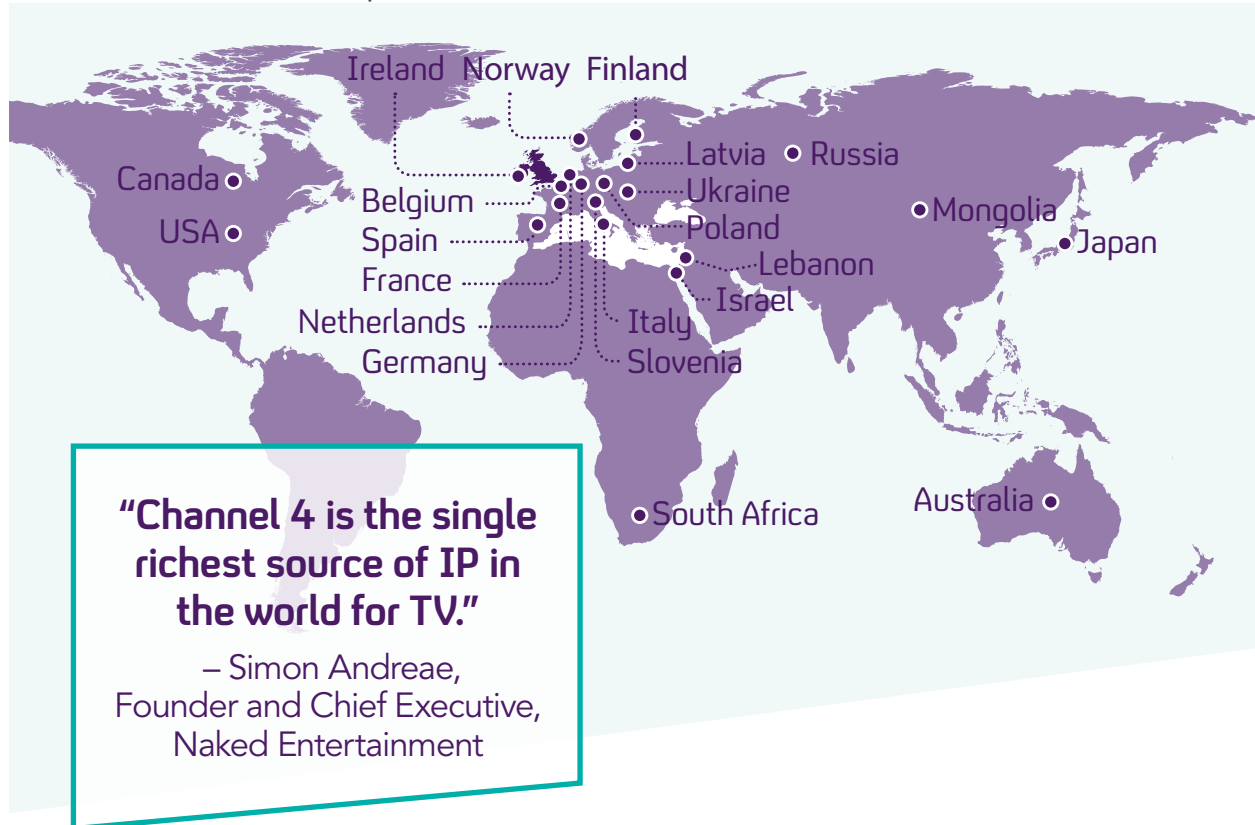 Ireland Norway Finland
Canada
USA
Belgium
Spain
France
Netherlands
Germany
Latvia
Ukraine
Poland
Lebanon
Israel
Italy
Slovenia
Russia
Mongolia
Japan
South Africa
Australia
“Channel 4 is the single
richest source of IP in
the world for TV.”
– Simon Andreae,
Founder and Chief Executive,
Naked Entertainment